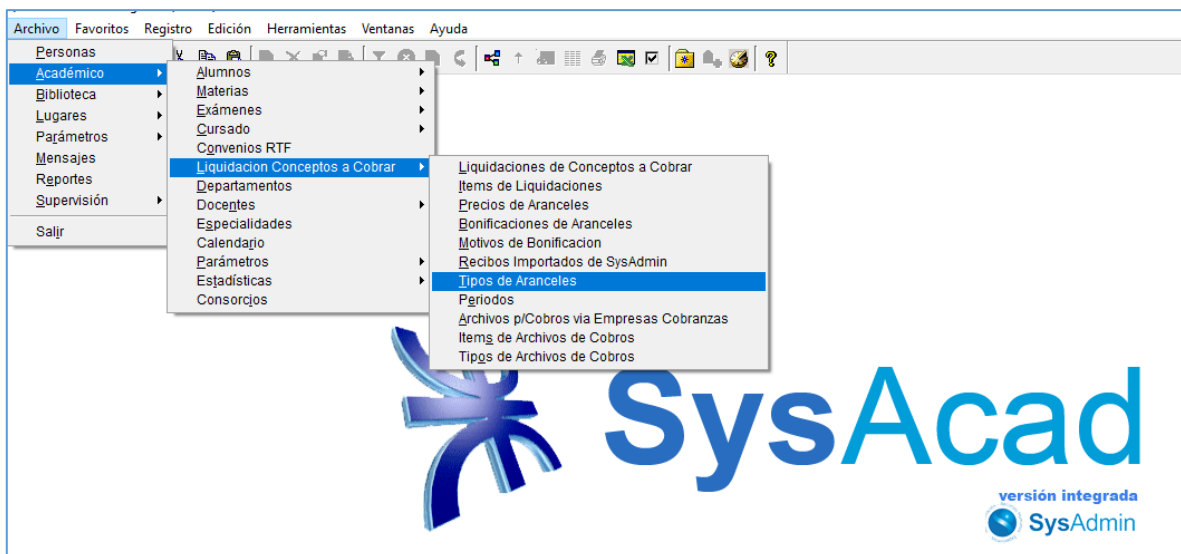 Archivo Favoritos Registro Edición Herramientas Ventanas Ayuda
Personas
Académico
Biblioteca
Lugares
Parámetros
Mensajes
Reportes
Supervisión
Salir
Alumnos
Materias
Exámenes
Cursado
Convenios RTF
Liquidacion Conceptos a Cobrar
Departamentos
Docentes
Especialidades
Calendario
Parámetros
Estadísticas
Consorcios
Liquidaciones de Conceptos a Cobrar
Items de Liquidaciones
Precios de Aranceles
Bonificaciones de Aranceles
Motivos de Bonificacion
Recibos Importados de SysAdmin
Tipos de Aranceles
Periodos
Archivos p/Cobros via Empresas Cobranzas
Items de Archivos de Cobros
Tipos de Archivos de Cobros
SysAcad
versión integrada
SysAdmin